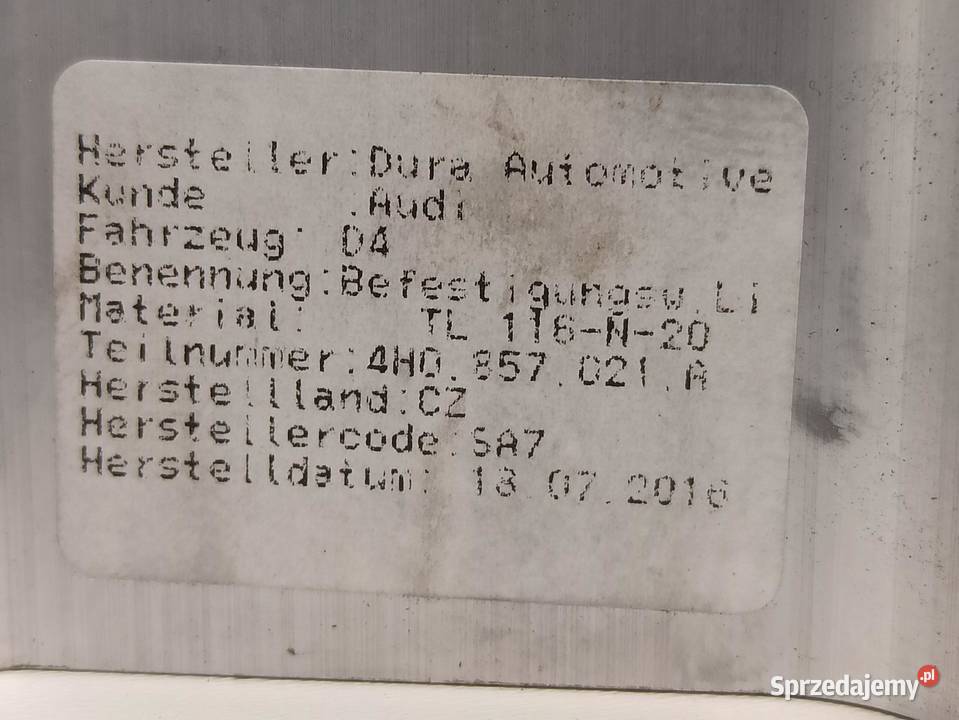 Hersteller:Dura Automotive
Kunde :Audi
Fahrzeug: D4
Benennung:Befestigungsw.Li
Material: TL 116-N-20
Teilnummer:4H0.857.021.A
Herstellland:CZ
Herstellercode:SA7
Herstelldatum: 18.07.2016
Sprzedajemy.pl